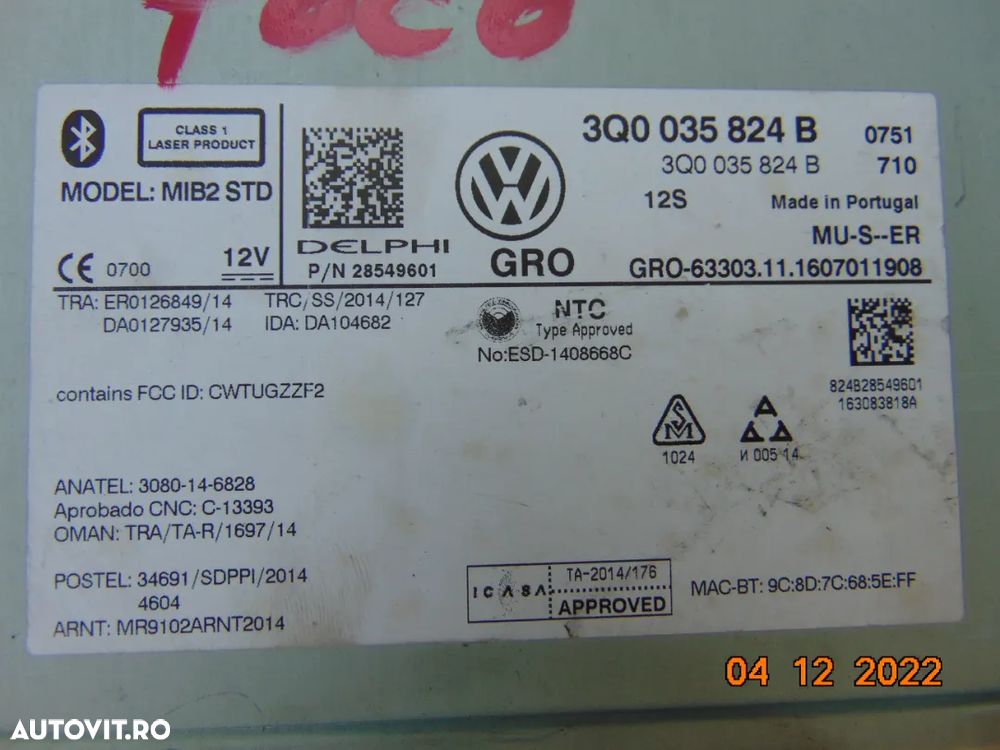 CLASS 1
LASER PRODUCT
MODEL: MIB2 STD
CE 0700
12V
DELPHI
P/N 28549601
GRO
3Q0 035 824 B 0751
3Q0 035 824 B 710
12S Made in Portugal
MU-S--ER
GRO-63303.11.1607011908
TRA: ER0126849/14 TRC/SS/2014/127
DA0127935/14 IDA: DA104682
NTC
Type Approved
No:ESD-1408668C
contains FCC ID: CWTUGZZF2
824B28549601
163083818A
SM
1024
И 005 14
ANATEL: 3080-14-6828
Aprobado CNC: C-13393
OMAN: TRA/TA-R/1697/14
POSTEL: 34691/SDPPI/2014
4604
ARNT: MR9102ARNT2014
ICASA
TA-2014/176
APPROVED
MAC-BT: 9C:8D:7C:68:5E:FF
04 12 2022
AUTOVIT.RO